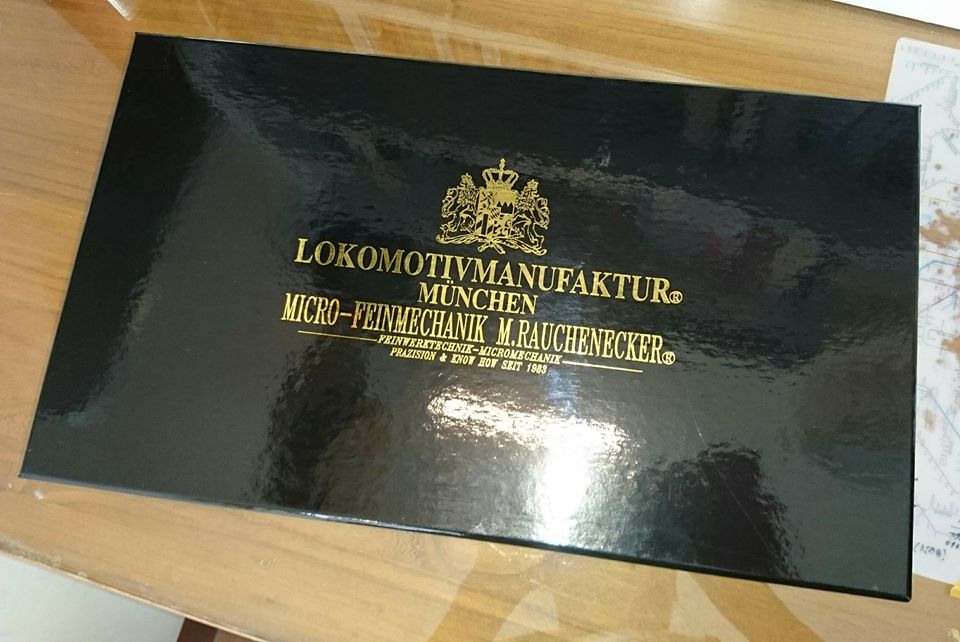 LOKOMOTIVMANUFAKTUR®
MÜNCHEN
MICRO-FEINMECHANIK M.RAUCHENECKER®
FEINWERKTECHNIK-MICROMECHANIK
PRAZISION & KNOW HOW SEIT 1983